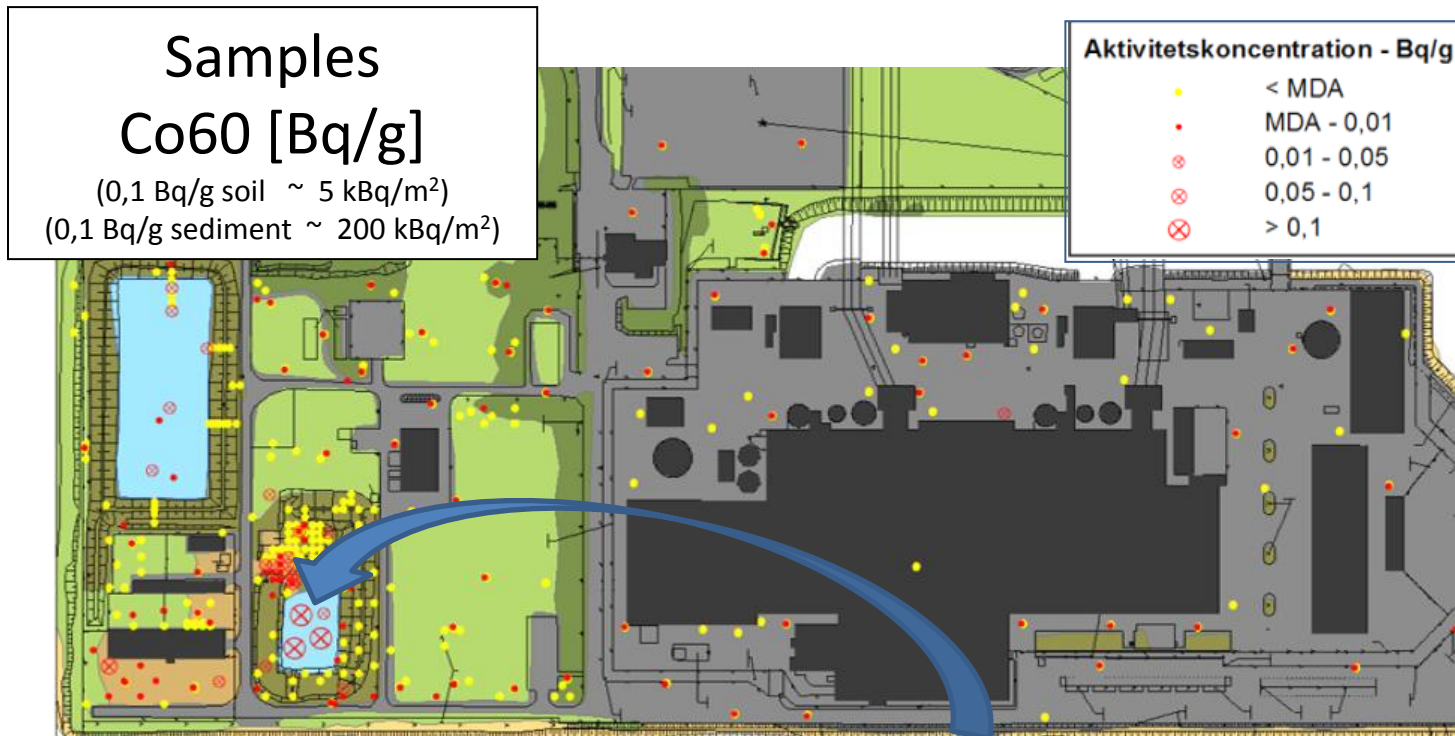 Samples
Co60 [Bq/g]
(0,1 Bq/g soil ~ 5 kBq/m²)
(0,1 Bq/g sediment ~ 200 kBq/m²)
Aktivitetskoncentration - Bq/g
< MDA
MDA - 0,01
0,01 - 0,05
0,05 - 0,1
> 0,1